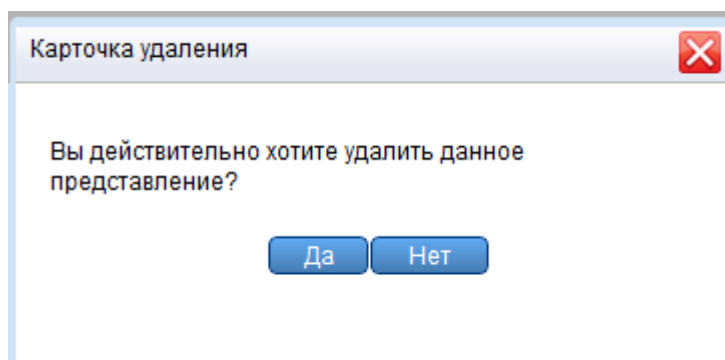 Карточка удаления
Вы действительно хотите удалить данное
представление?
Да Нет